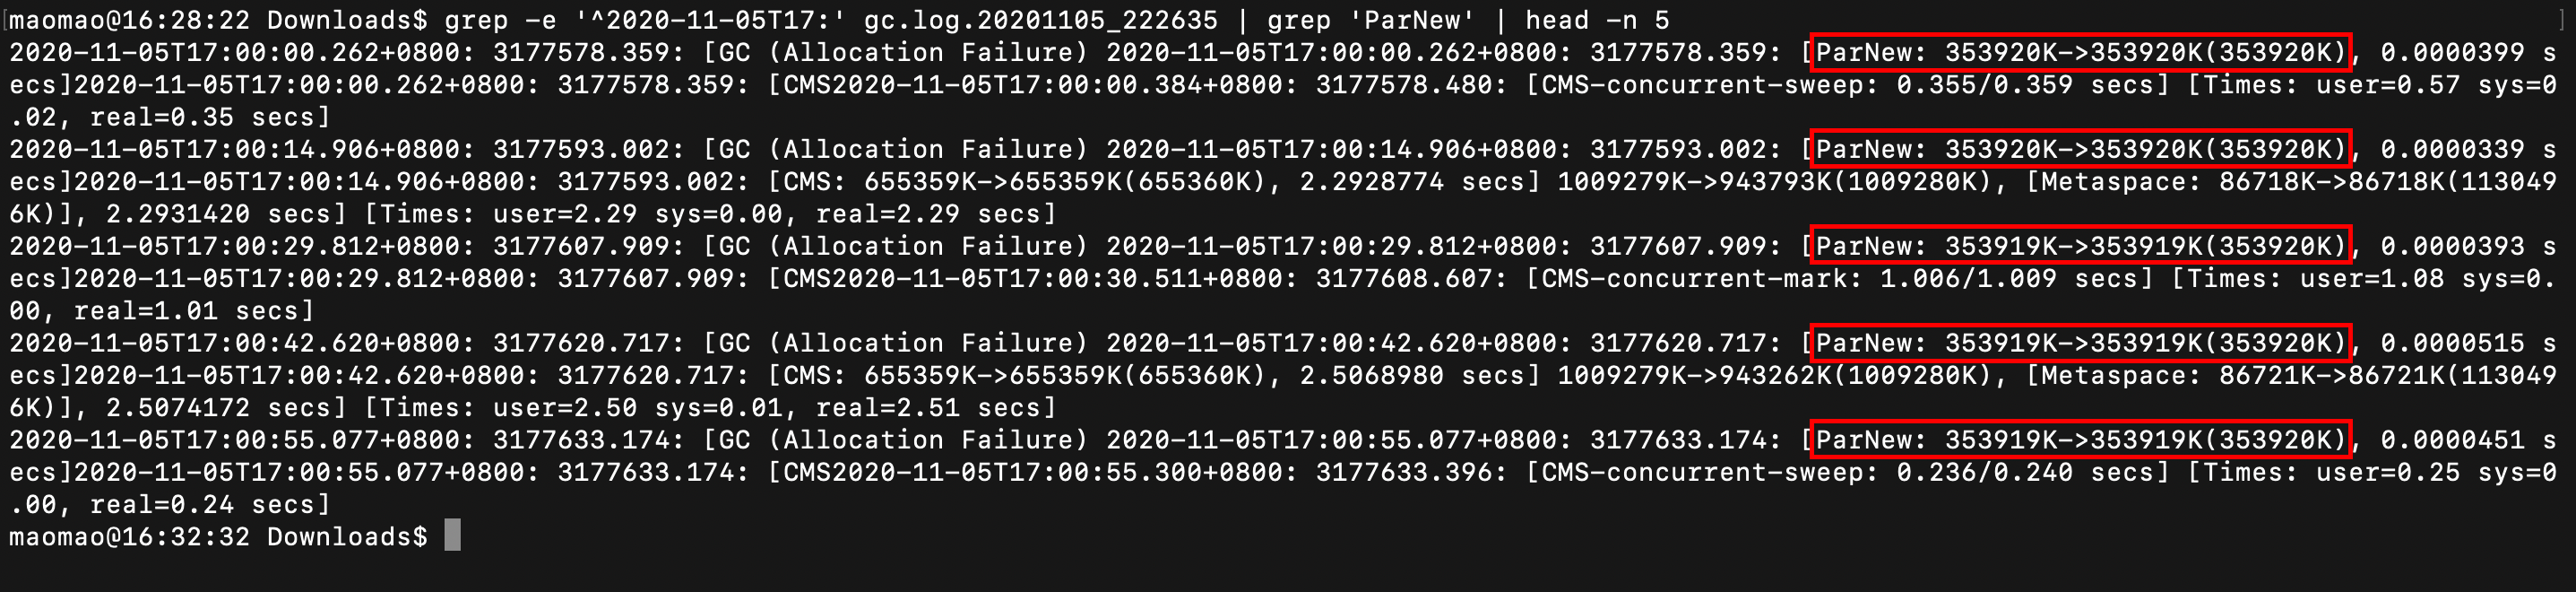 [maomao@16:28:22 Downloads$ grep -e '^2020-11-05T17:' gc.log.20201105_222635 | grep 'ParNew' | head -n 5 ]
2020-11-05T17:00:00.262+0800: 3177578.359: [GC (Allocation Failure) 2020-11-05T17:00:00.262+0800: 3177578.359: [ParNew: 353920K->353920K(353920K), 0.0000399 s
ecs]2020-11-05T17:00:00.262+0800: 3177578.359: [CMS2020-11-05T17:00:00.384+0800: 3177578.480: [CMS-concurrent-sweep: 0.355/0.359 secs] [Times: user=0.57 sys=0
.02, real=0.35 secs]
2020-11-05T17:00:14.906+0800: 3177593.002: [GC (Allocation Failure) 2020-11-05T17:00:14.906+0800: 3177593.002: [ParNew: 353920K->353920K(353920K), 0.0000339 s
ecs]2020-11-05T17:00:14.906+0800: 3177593.002: [CMS: 655359K->655359K(655360K), 2.2928774 secs] 1009279K->943793K(1009280K), [Metaspace: 86718K->86718K(113049
6K)], 2.2931420 secs] [Times: user=2.29 sys=0.00, real=2.29 secs]
2020-11-05T17:00:29.812+0800: 3177607.909: [GC (Allocation Failure) 2020-11-05T17:00:29.812+0800: 3177607.909: [ParNew: 353919K->353919K(353920K), 0.0000393 s
ecs]2020-11-05T17:00:29.812+0800: 3177607.909: [CMS2020-11-05T17:00:30.511+0800: 3177608.607: [CMS-concurrent-mark: 1.006/1.009 secs] [Times: user=1.08 sys=0.
00, real=1.01 secs]
2020-11-05T17:00:42.620+0800: 3177620.717: [GC (Allocation Failure) 2020-11-05T17:00:42.620+0800: 3177620.717: [ParNew: 353919K->353919K(353920K), 0.0000515 s
ecs]2020-11-05T17:00:42.620+0800: 3177620.717: [CMS: 655359K->655359K(655360K), 2.5068980 secs] 1009279K->943262K(1009280K), [Metaspace: 86721K->86721K(113049
6K)], 2.5074172 secs] [Times: user=2.50 sys=0.01, real=2.51 secs]
2020-11-05T17:00:55.077+0800: 3177633.174: [GC (Allocation Failure) 2020-11-05T17:00:55.077+0800: 3177633.174: [ParNew: 353919K->353919K(353920K), 0.0000451 s
ecs]2020-11-05T17:00:55.077+0800: 3177633.174: [CMS2020-11-05T17:00:55.300+0800: 3177633.396: [CMS-concurrent-sweep: 0.236/0.240 secs] [Times: user=0.25 sys=0
.00, real=0.24 secs]
maomao@16:32:32 Downloads$